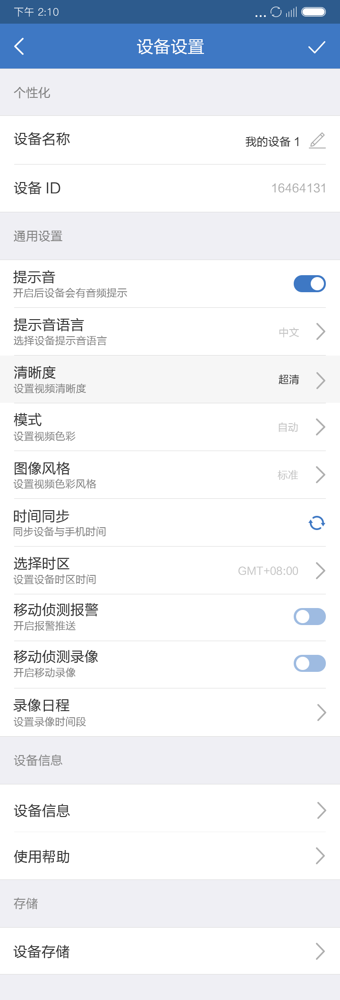 下午 2:10
设备设置
个性化
设备名称
我的设备 1
设备 ID
16464131
通用设置
提示音
开启后设备会有音频提示
提示音语言
选择设备提示音语言
中文
清晰度
设置视频清晰度
超清
模式
设置视频色彩
自动
图像风格
设置视频色彩风格
标准
时间同步
同步设备与手机时间
选择时区
设置设备时区时间
GMT+08:00
移动侦测报警
开启报警推送
移动侦测录像
开启移动录像
录像日程
设置录像时间段
设备信息
设备信息
使用帮助
存储
设备存储